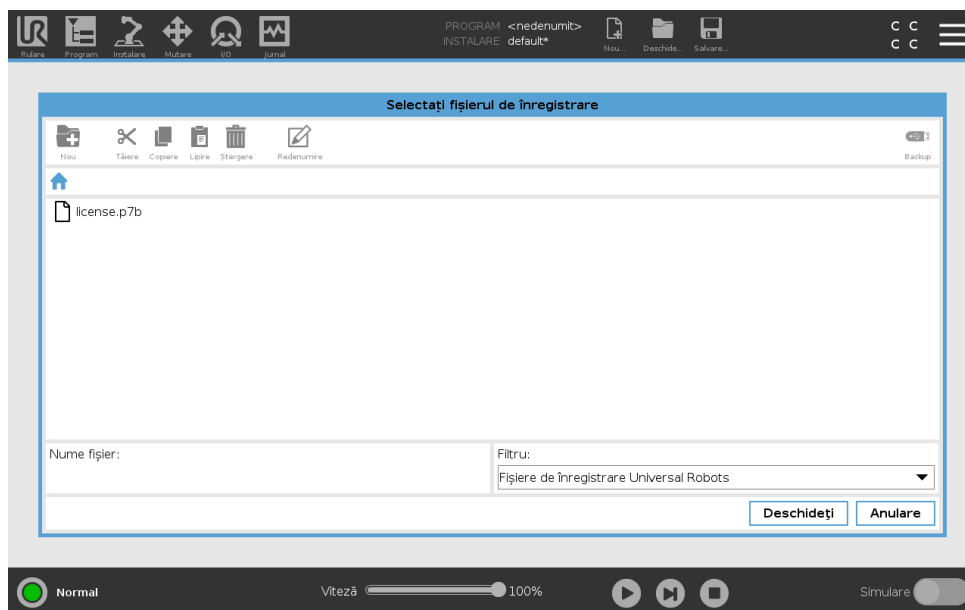 PROGRAM <nedenumit>
INSTALARE default*
Rulare Program Instalare Mutare I/O Jurnal Nou... Deschide... Salvare...
C C
C C
Selectați fișierul de înregistrare
Nou Tăiere Copiere Lipire Stergere Redenumire Backup
license.p7b
Nume fișier: Filtru:
Fișiere de înregistrare Universal Robots
Deschideți Anulare
Normal Viteză 100% Simulare